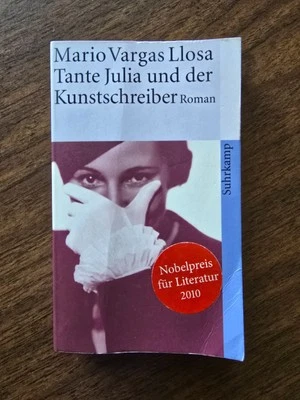 Mario Vargas Llosa
Tante Julia und der
Kunstschreiber Roman
Suhrkamp
Nobelpreis
für Literatur
2010